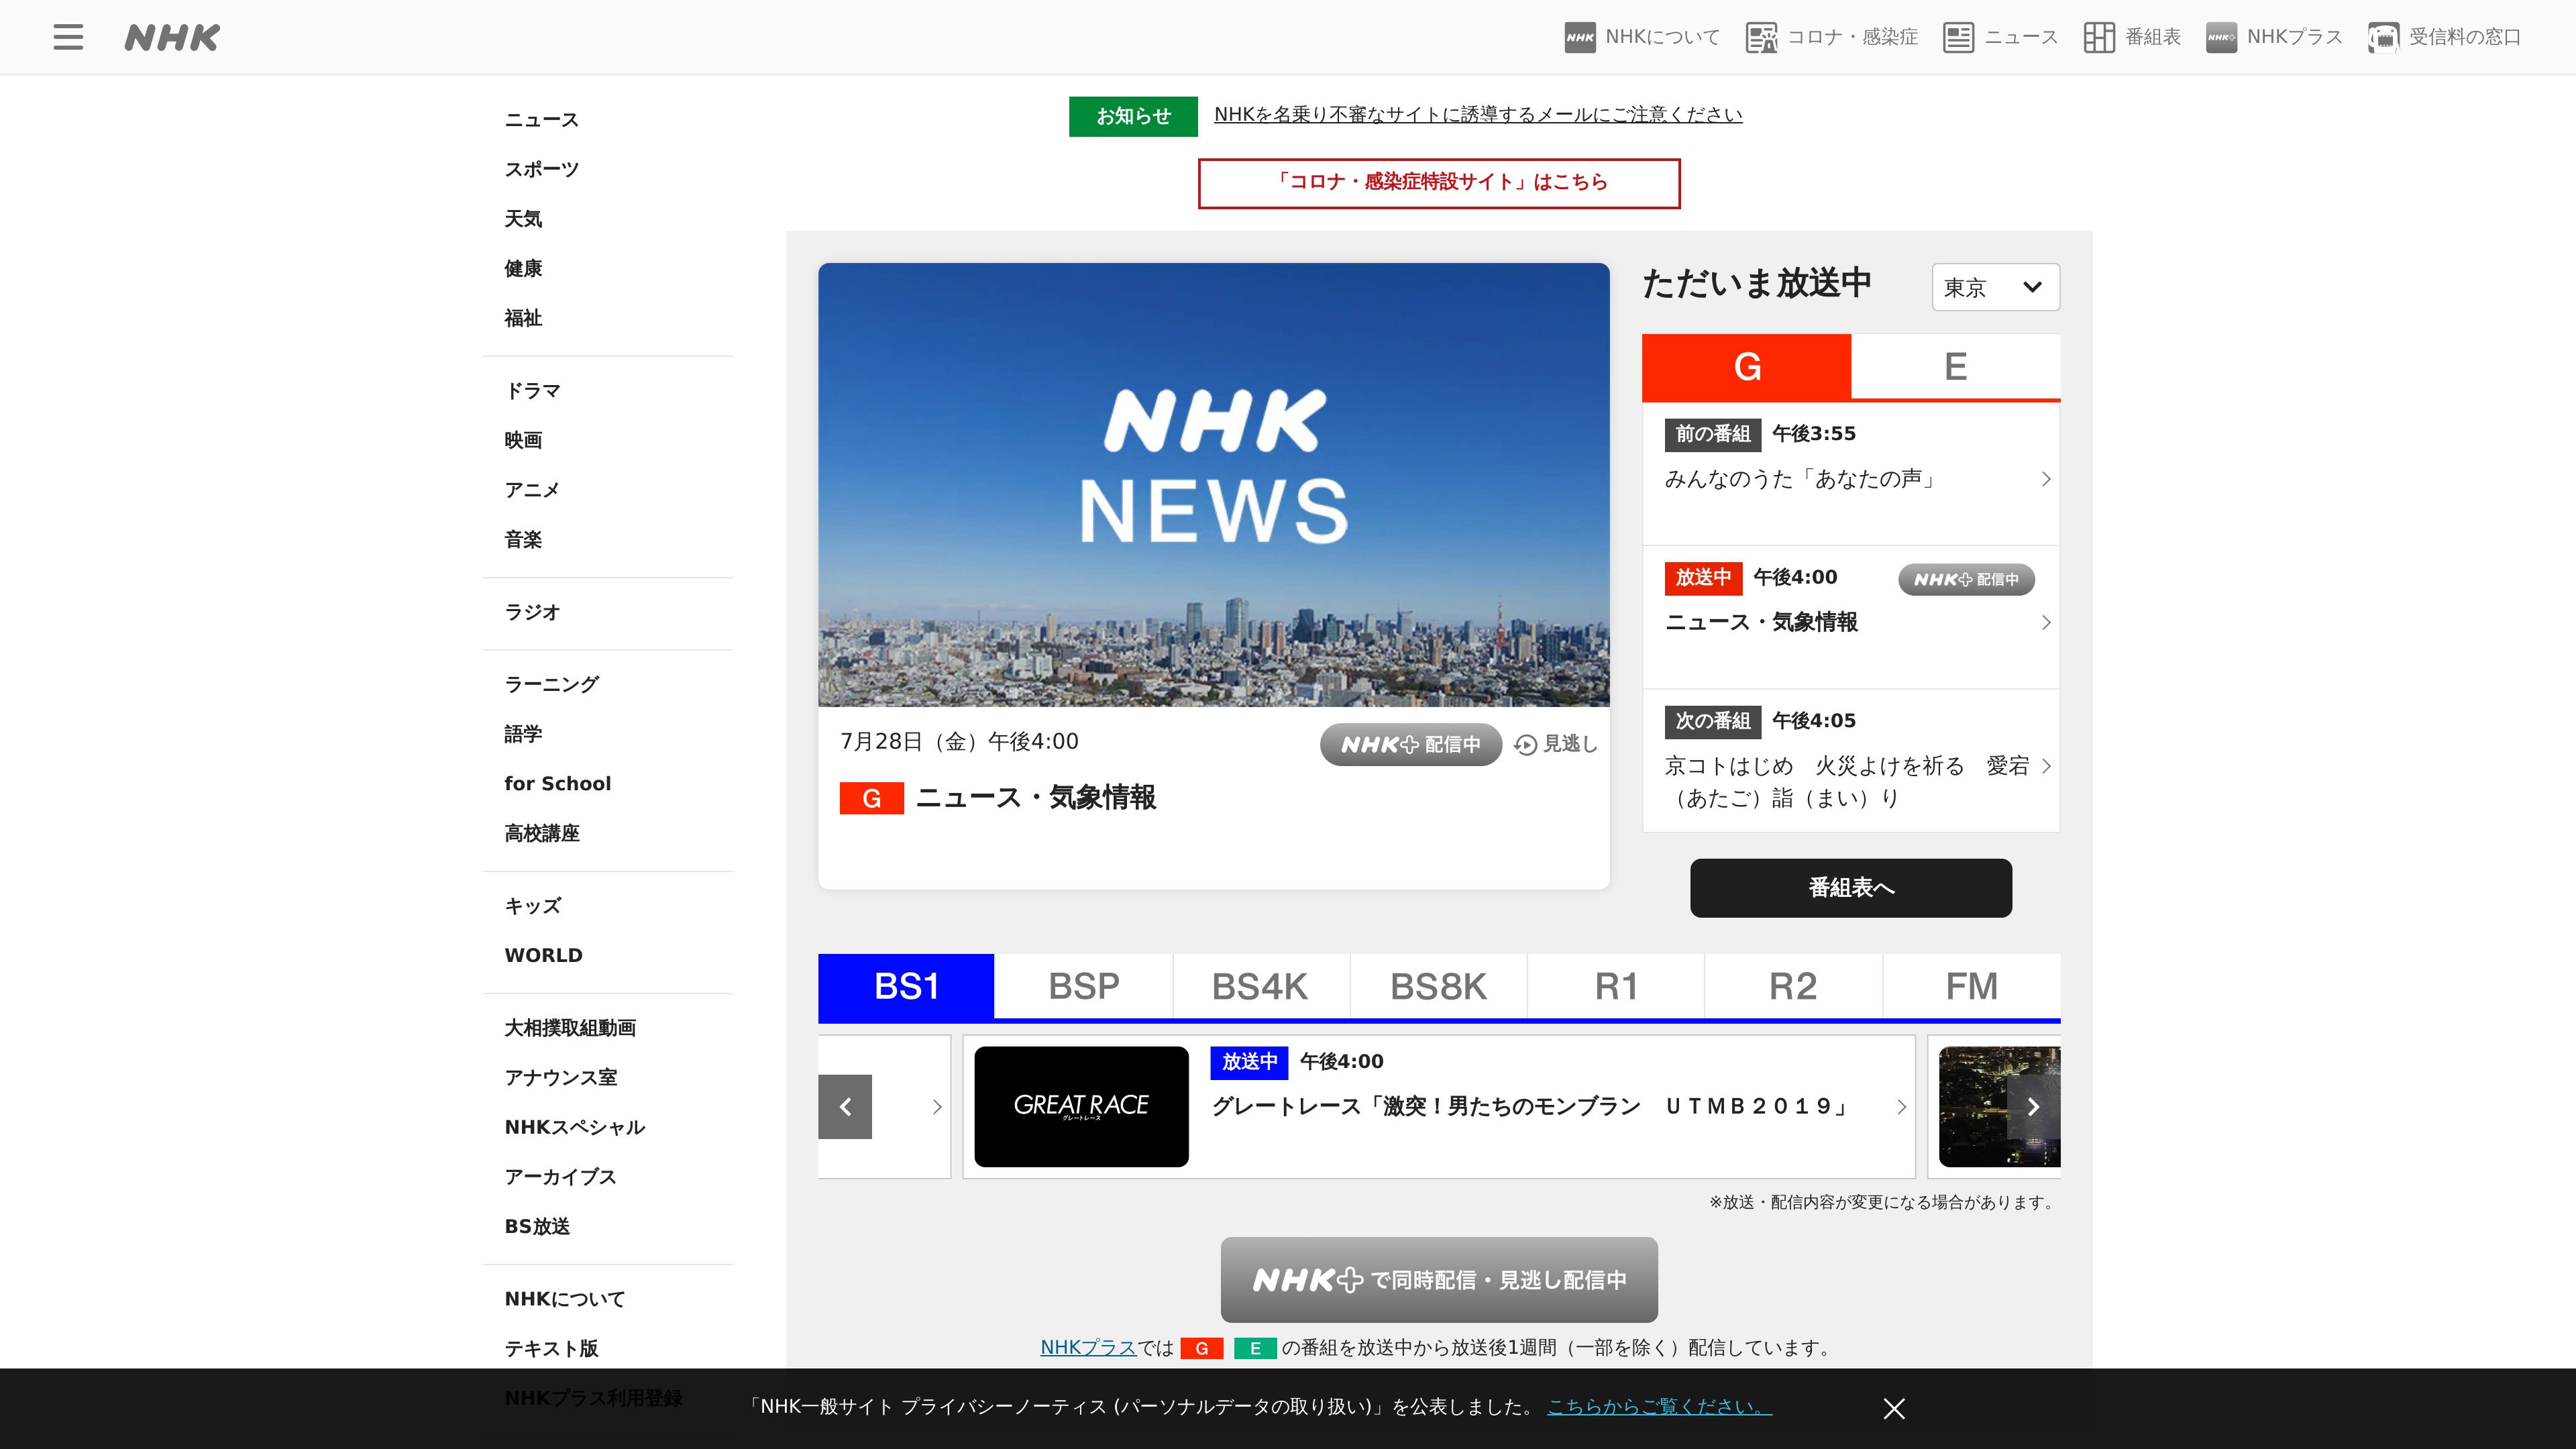 NHK
NHK NHKについて
コロナ・感染症
ニュース
番組表
NHK+ NHKプラス
受信料の窓口
お知らせ NHKを名乗り不審なサイトに誘導するメールにご注意ください
「コロナ・感染症特設サイト」はこちら
ニュース
スポーツ
天気
健康
福祉
ドラマ
映画
アニメ
音楽
ラジオ
ラーニング
語学
for School
高校講座
キッズ
WORLD
大相撲取組動画
アナウンス室
NHKスペシャル
アーカイブス
BS放送
NHKについて
テキスト版
NHKプラス利用登録
NHK
NEWS
7月28日（金）午後4:00
NHK+ 配信中 見逃し
G ニュース・気象情報
ただいま放送中 東京
G E
前の番組 午後3:55
みんなのうた「あなたの声」
放送中 午後4:00 NHK+ 配信中
ニュース・気象情報
次の番組 午後4:05
京コトはじめ　火災よけを祈る　愛宕
（あたご）詣（まい）り
番組表へ
BS1 BSP BS4K BS8K R1 R2 FM
GREAT RACE
グレートレース
放送中 午後4:00
グレートレース「激突！男たちのモンブラン　ＵＴＭＢ２０１９」
※放送・配信内容が変更になる場合があります。
NHK+ で同時配信・見逃し配信中
NHKプラスでは G E の番組を放送中から放送後1週間（一部を除く）配信しています。
「NHK一般サイト プライバシーノーティス (パーソナルデータの取り扱い)」を公表しました。 こちらからご覧ください。